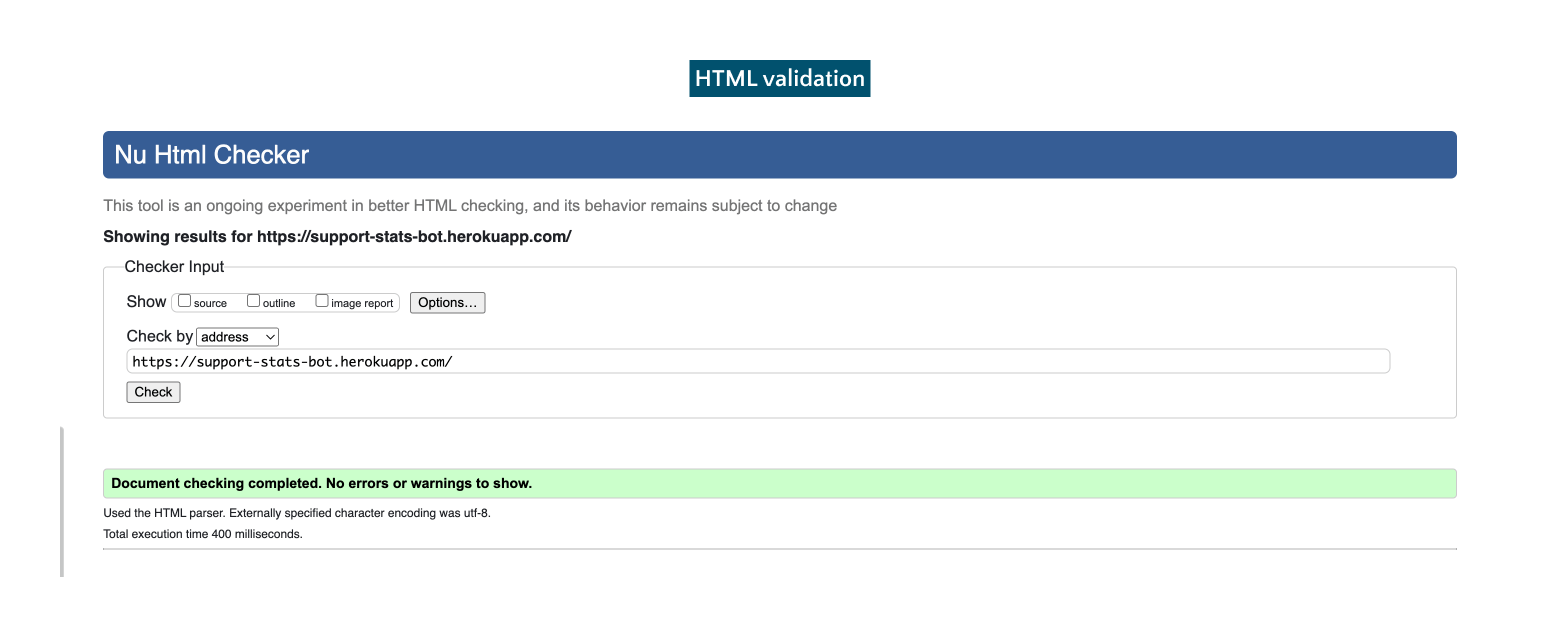 HTML validation
Nu Html Checker
This tool is an ongoing experiment in better HTML checking, and its behavior remains subject to change
Showing results for https://support-stats-bot.herokuapp.com/
Checker Input
Show source outline image report Options...
Check by address
https://support-stats-bot.herokuapp.com/
Check
Document checking completed. No errors or warnings to show.
Used the HTML parser. Externally specified character encoding was utf-8.
Total execution time 400 milliseconds.